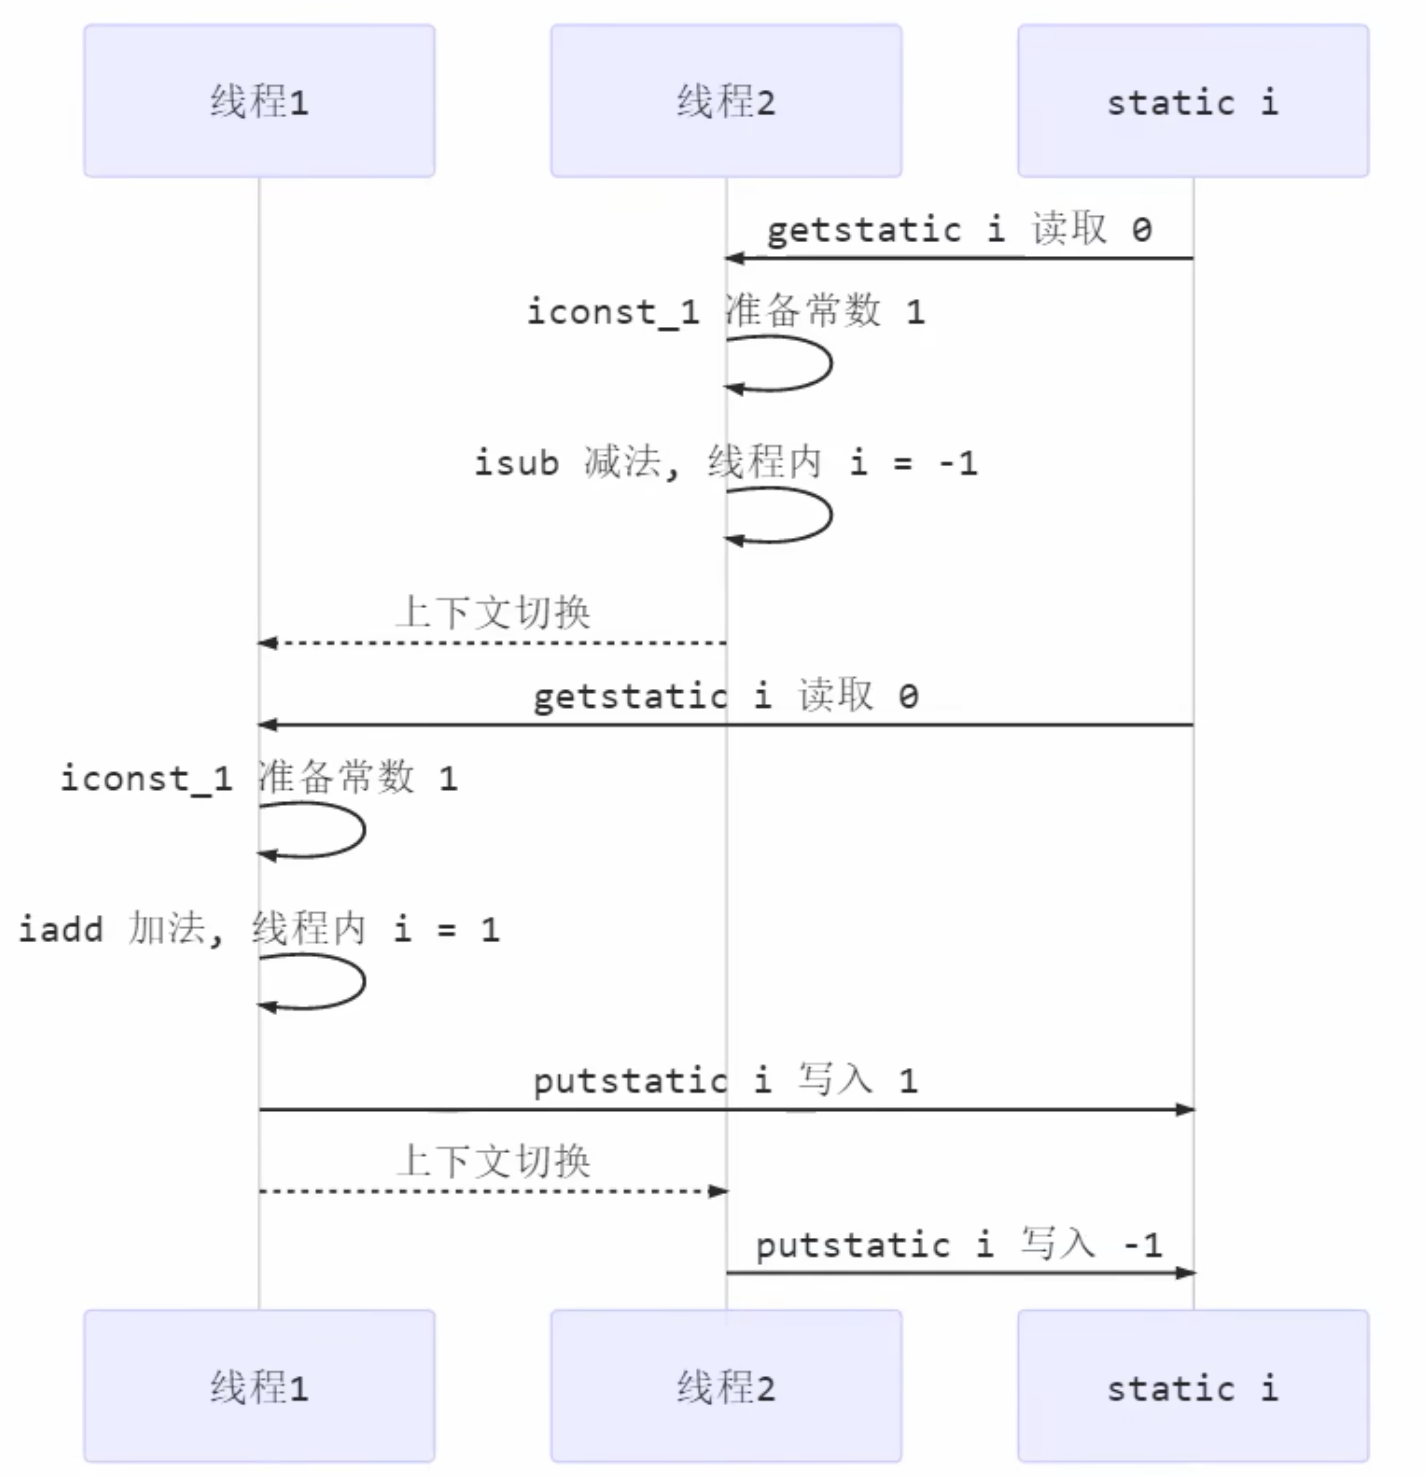 线程1
线程2
static i
getstatic i 读取 0
iconst_1 准备常数 1
isub 减法, 线程内 i = -1
上下文切换
getstatic i 读取 0
iconst_1 准备常数 1
iadd 加法, 线程内 i = 1
putstatic i 写入 1
上下文切换
putstatic i 写入 -1
线程1
线程2
static i